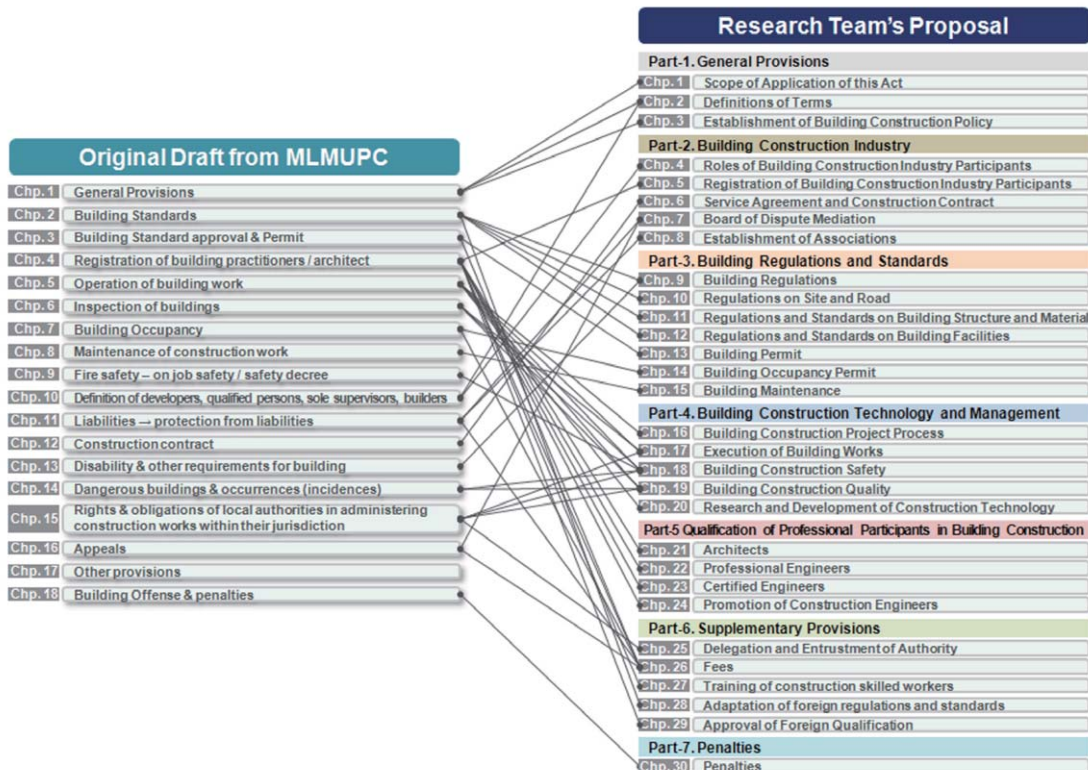 Original Draft from MLMUPC
Chp. 1 General Provisions
Chp. 2 Building Standards
Chp. 3 Building Standard approval & Permit
Chp. 4 Registration of building practitioners / architect
Chp. 5 Operation of building work
Chp. 6 Inspection of buildings
Chp. 7 Building Occupancy
Chp. 8 Maintenance of construction work
Chp. 9 Fire safety – on job safety / safety decree
Chp. 10 Definition of developers, qualified persons, sole supervisors, builders
Chp. 11 Liabilities → protection from liabilities
Chp. 12 Construction contract
Chp. 13 Disability & other requirements for building
Chp. 14 Dangerous buildings & occurrences (incidences)
Chp. 15 Rights & obligations of local authorities in administering
construction works within their jurisdiction
Chp. 16 Appeals
Chp. 17 Other provisions
Chp. 18 Building Offense & penalties
Research Team's Proposal
Part-1. General Provisions
Chp. 1 Scope of Application of this Act
Chp. 2 Definitions of Terms
Chp. 3 Establishment of Building Construction Policy
Part-2. Building Construction Industry
Chp. 4 Roles of Building Construction Industry Participants
Chp. 5 Registration of Building Construction Industry Participants
Chp. 6 Service Agreement and Construction Contract
Chp. 7 Board of Dispute Mediation
Chp. 8 Establishment of Associations
Part-3. Building Regulations and Standards
Chp. 9 Building Regulations
Chp. 10 Regulations on Site and Road
Chp. 11 Regulations and Standards on Building Structure and Material
Chp. 12 Regulations and Standards on Building Facilities
Chp. 13 Building Permit
Chp. 14 Building Occupancy Permit
Chp. 15 Building Maintenance
Part-4. Building Construction Technology and Management
Chp. 16 Building Construction Project Process
Chp. 17 Execution of Building Works
Chp. 18 Building Construction Safety
Chp. 19 Building Construction Quality
Chp. 20 Research and Development of Construction Technology
Part-5 Qualification of Professional Participants in Building Construction
Chp. 21 Architects
Chp. 22 Professional Engineers
Chp. 23 Certified Engineers
Chp. 24 Promotion of Construction Engineers
Part-6. Supplementary Provisions
Chp. 25 Delegation and Entrustment of Authority
Chp. 26 Fees
Chp. 27 Training of construction skilled workers
Chp. 28 Adaptation of foreign regulations and standards
Chp. 29 Approval of Foreign Qualification
Part-7. Penalties
Chp. 30 Penalties